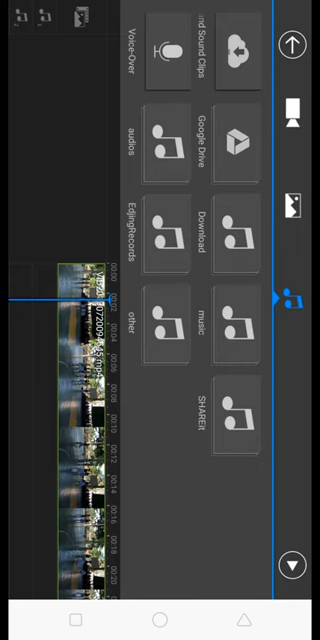 nd Sound Clips
Google Drive
Download
music
SHAREit
Voice-Over
audios
EdjingRecords
other
00:00
00:02
00:04
00:06
00:08
00:10
00:12
00:14
00:16
00:18
00:20